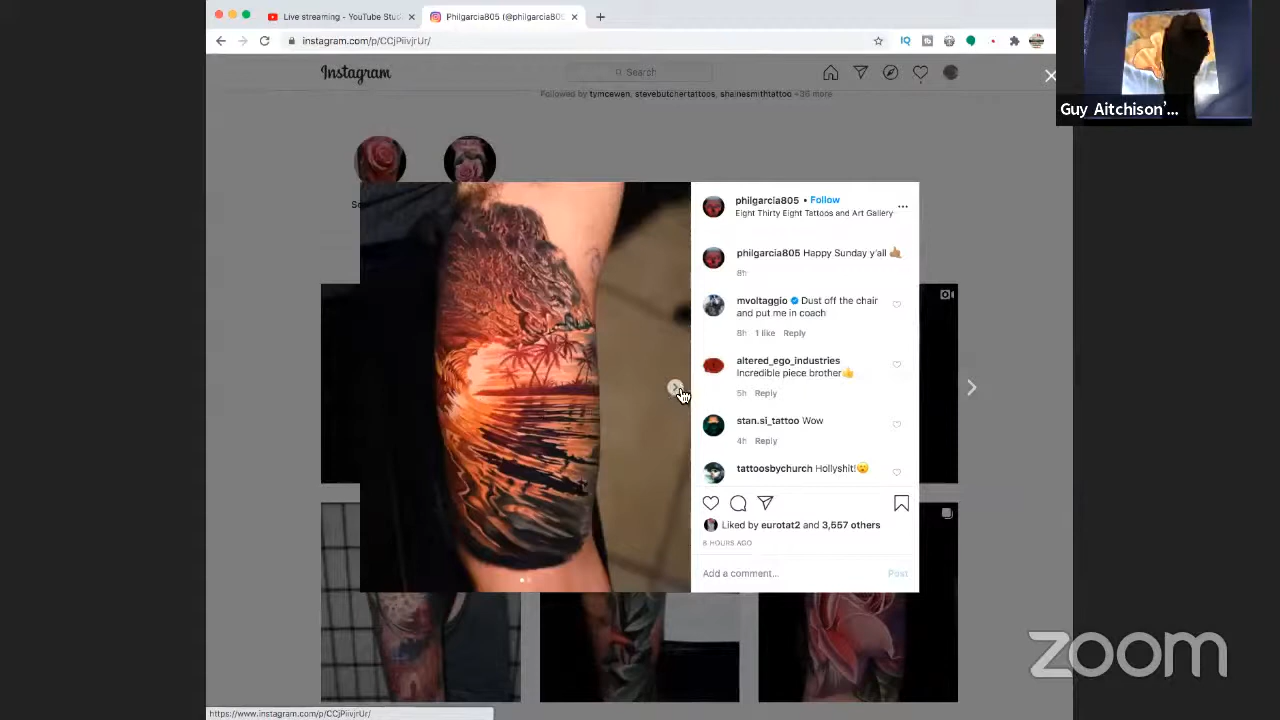 Live streaming - YouTube Stud
Philgarcia805 (@philgarcia805
instagram.com/p/CCjPiivjrUr/
Instagram
Search
Followed by tymcewen, stevebutchertattoos, shainesmithtattoo +36 more
Guy Aitchison'...
philgarcia805 • Follow
Eight Thirty Eight Tattoos and Art Gallery
philgarcia805 Happy Sunday y'all 🤙🏽
8h
mvoltaggio Dust off the chair
and put me in coach
8h 1 like Reply
altered_ego_industries
Incredible piece brother👍
5h Reply
stan.si_tattoo Wow
4h Reply
tattoosbychurch Hollyshit!😯
Liked by eurotat2 and 3,557 others
8 HOURS AGO
Add a comment...
Post
zoom
https://www.instagram.com/p/CCjPiivjrUr/